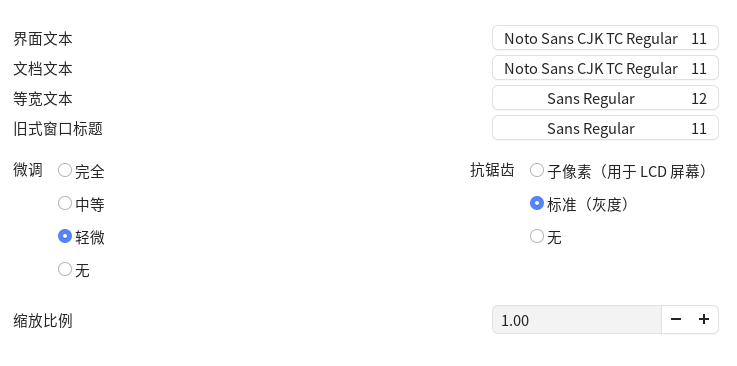 界面文本 Noto Sans CJK TC Regular 11
文档文本 Noto Sans CJK TC Regular 11
等宽文本 Sans Regular 12
旧式窗口标题 Sans Regular 11
微调 完全 抗锯齿 子像素（用于 LCD 屏幕）
中等 标准（灰度）
轻微 无
无
缩放比例 1.00 − +